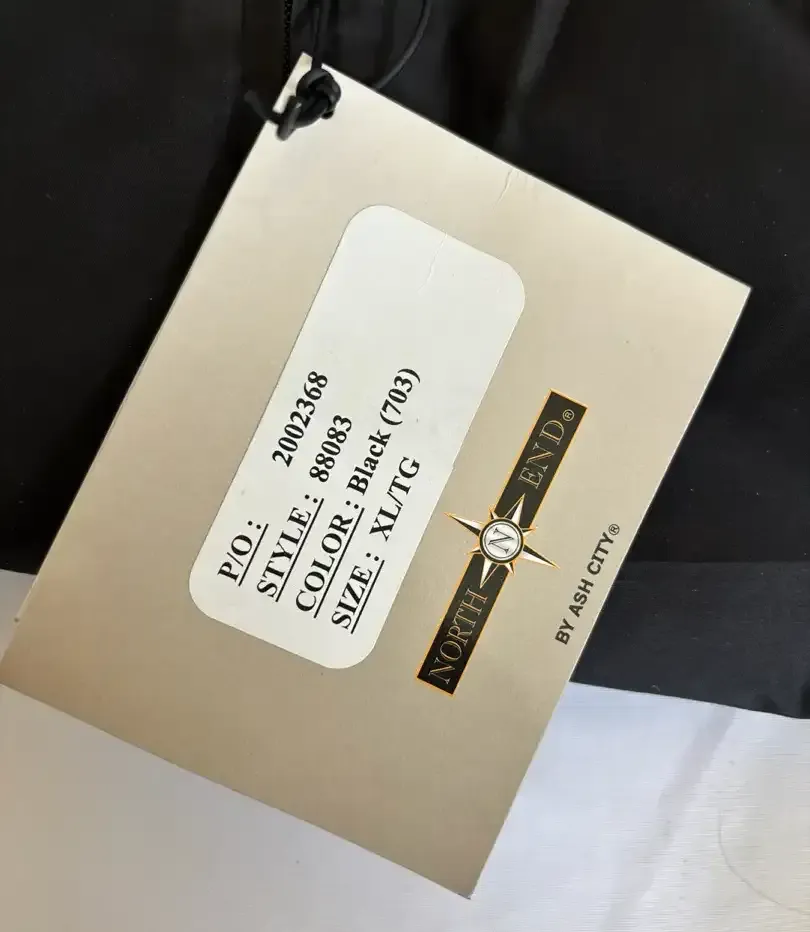 P/O : 2002368
STYLE : 88083
COLOR : Black (703)
SIZE : XL/TG
NORTH N END®
BY ASH CITY®